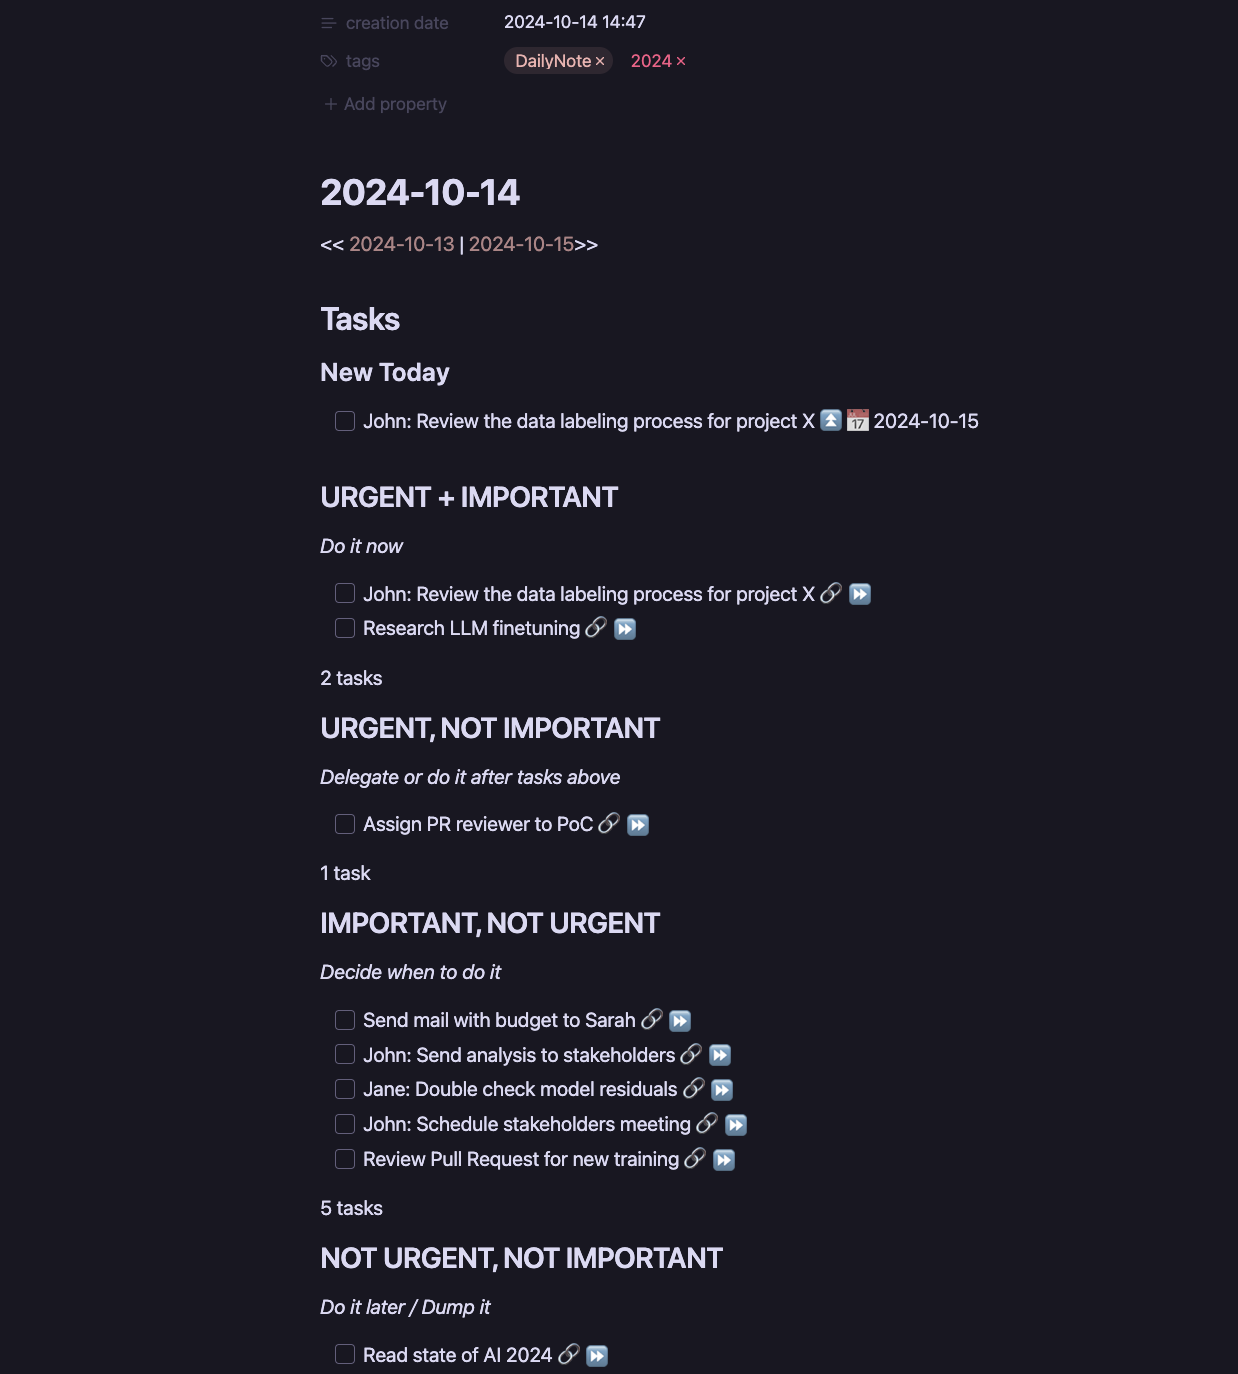 creation date 2024-10-14 14:47
tags DailyNote × 2024 ×
+ Add property
2024-10-14
<< 2024-10-13 | 2024-10-15>>
Tasks
New Today
John: Review the data labeling process for project X ⏫ 📅 2024-10-15
URGENT + IMPORTANT
Do it now
John: Review the data labeling process for project X 🔗 ⏩
Research LLM finetuning 🔗 ⏩
2 tasks
URGENT, NOT IMPORTANT
Delegate or do it after tasks above
Assign PR reviewer to PoC 🔗 ⏩
1 task
IMPORTANT, NOT URGENT
Decide when to do it
Send mail with budget to Sarah 🔗 ⏩
John: Send analysis to stakeholders 🔗 ⏩
Jane: Double check model residuals 🔗 ⏩
John: Schedule stakeholders meeting 🔗 ⏩
Review Pull Request for new training 🔗 ⏩
5 tasks
NOT URGENT, NOT IMPORTANT
Do it later / Dump it
Read state of AI 2024 🔗 ⏩